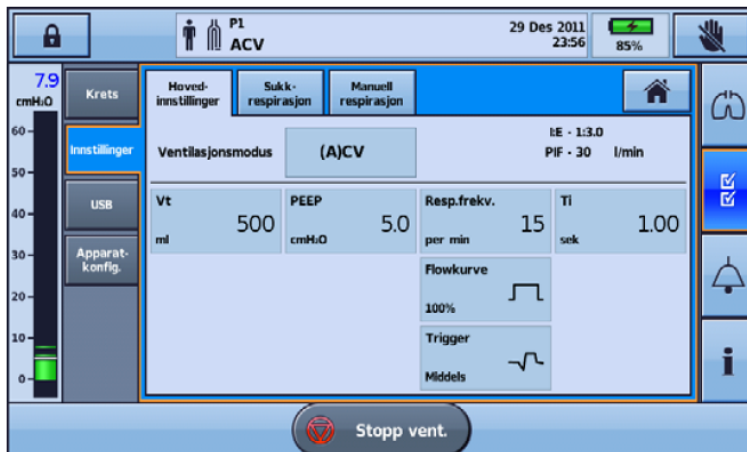 P1
ACV
29 Des 2011
23:56
85%
7.9
cmH₂O
60
50
40
30
20
10
0
Krets
Innstillinger
USB
Apparat-
konfig.
Hoved-
innstillinger
Sukk-
respirasjon
Manuell
respirasjon
Ventilasjonsmodus
(A)CV
I:E - 1:3.0
PIF - 30 l/min
Vt
500
ml
PEEP
5.0
cmH₂O
Resp.frekv.
15
per min
Ti
1.00
sek
Flowkurve
100%
Trigger
Middels
i
Stopp vent.